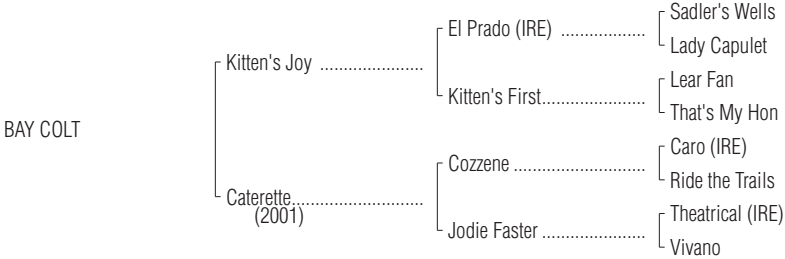 Sadler's Wells
El Prado (IRE) ..................
Lady Capulet
Kitten's Joy ......................
Lear Fan
Kitten's First......................
That's My Hon
BAY COLT
Caro (IRE)
Cozzene ............................
Ride the Trails
Caterette............................
(2001)
Theatrical (IRE)
Jodie Faster ......................
Vivano